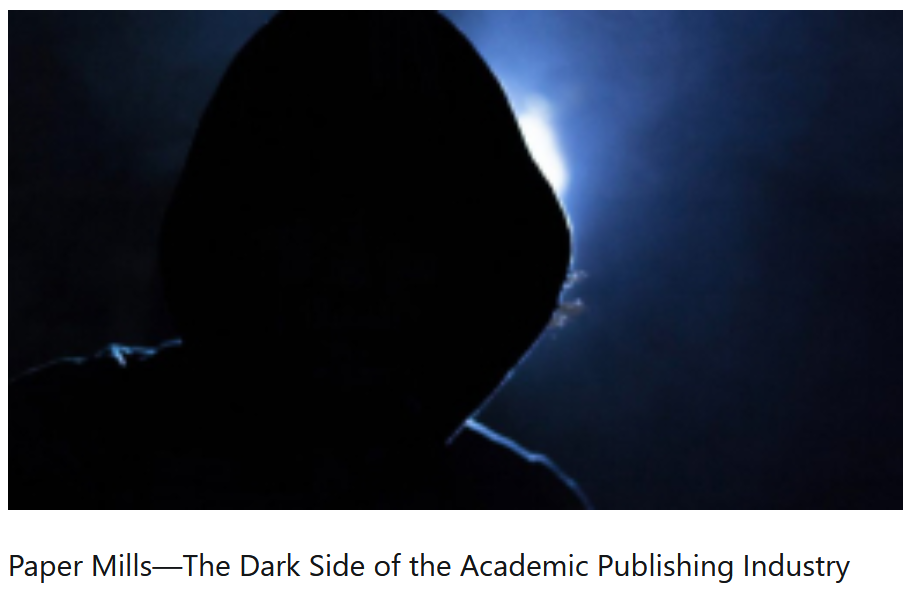 Paper Mills—The Dark Side of the Academic Publishing Industry